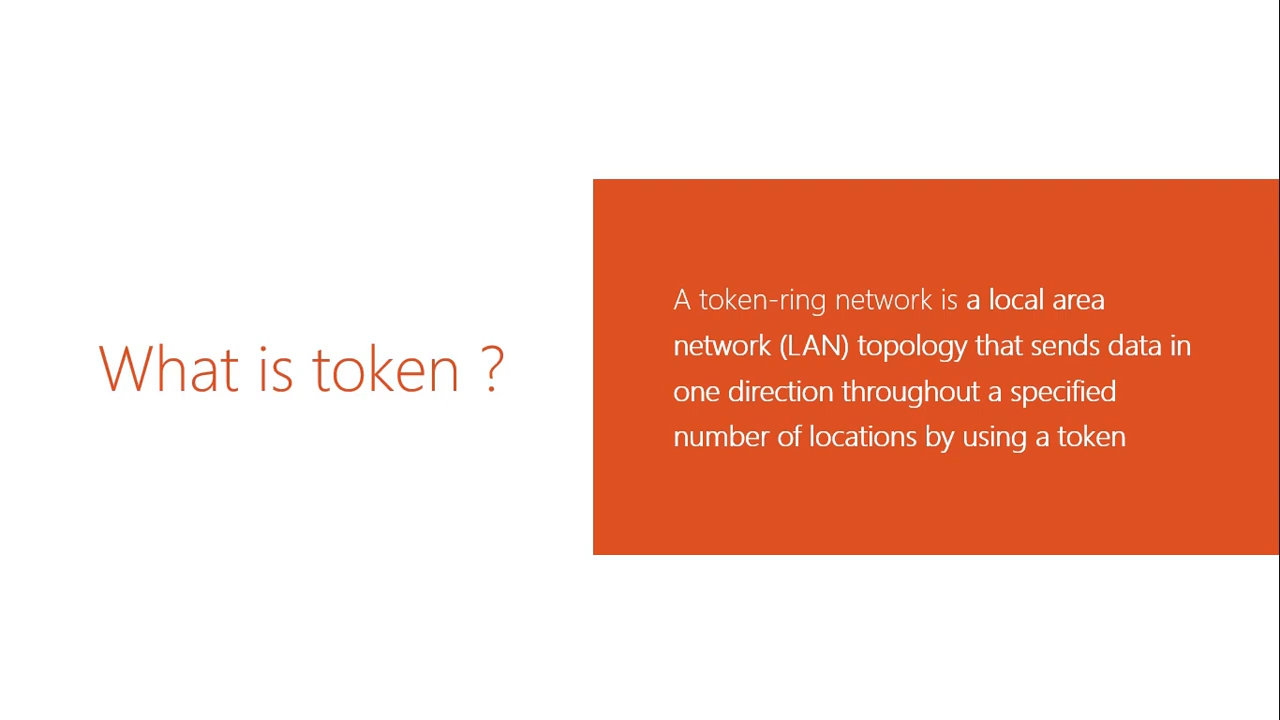 What is token ?
A token-ring network is a local area
network (LAN) topology that sends data in
one direction throughout a specified
number of locations by using a token